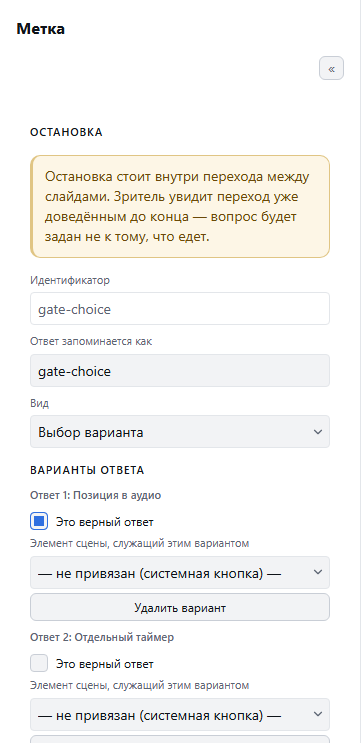 Метка
«
ОСТАНОВКА
Остановка стоит внутри перехода между
слайдами. Зритель увидит переход уже
доведённым до конца — вопрос будет
задан не к тому, что едет.
Идентификатор
gate-choice
Ответ запоминается как
gate-choice
Вид
Выбор варианта
ВАРИАНТЫ ОТВЕТА
Ответ 1: Позиция в аудио
Это верный ответ
Элемент сцены, служащий этим вариантом
— не привязан (системная кнопка) —
Удалить вариант
Ответ 2: Отдельный таймер
Это верный ответ
Элемент сцены, служащий этим вариантом
— не привязан (системная кнопка) —